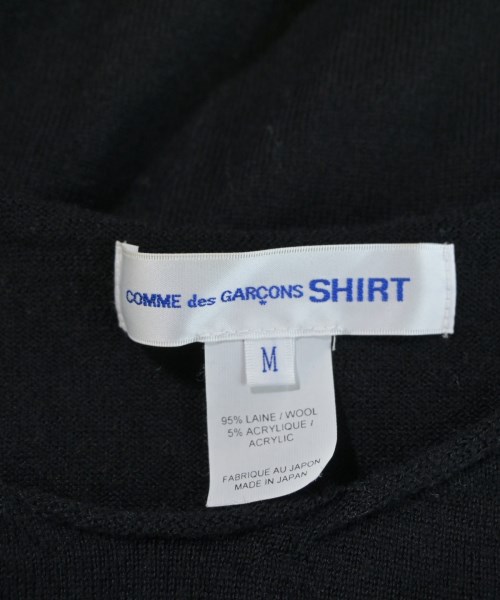 COMME des GARÇONS SHIRT
M
95% LAINE / WOOL
5% ACRYLIQUE /
ACRYLIC
FABRIQUE AU JAPON
MADE IN JAPAN